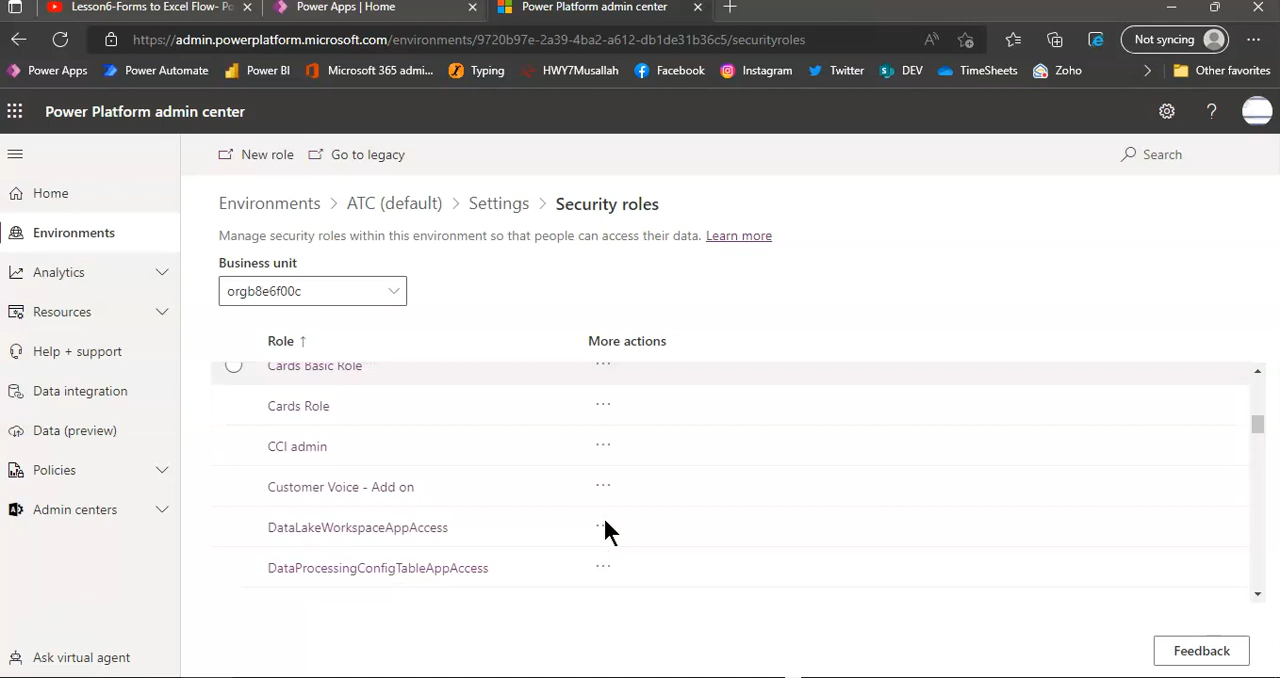 Lesson6-Forms to Excel Flow- Po
Power Apps | Home
Power Platform admin center
https://admin.powerplatform.microsoft.com/environments/9720b97e-2a39-4ba2-a612-db1de31b36c5/securityroles
Not syncing
Power Apps
Power Automate
Power BI
Microsoft 365 admi...
Typing
HWY7Musallah
Facebook
Instagram
Twitter
DEV
TimeSheets
Zoho
Other favorites
Power Platform admin center
New role
Go to legacy
Search
Home
Environments
Analytics
Resources
Help + support
Data integration
Data (preview)
Policies
Admin centers
Ask virtual agent
Environments > ATC (default) > Settings > Security roles
Manage security roles within this environment so that people can access their data. Learn more
Business unit
orgb8e6f00c
Role ↑ More actions
Cards Basic Role
Cards Role
CCI admin
Customer Voice - Add on
DataLakeWorkspaceAppAccess
DataProcessingConfigTableAppAccess
Feedback